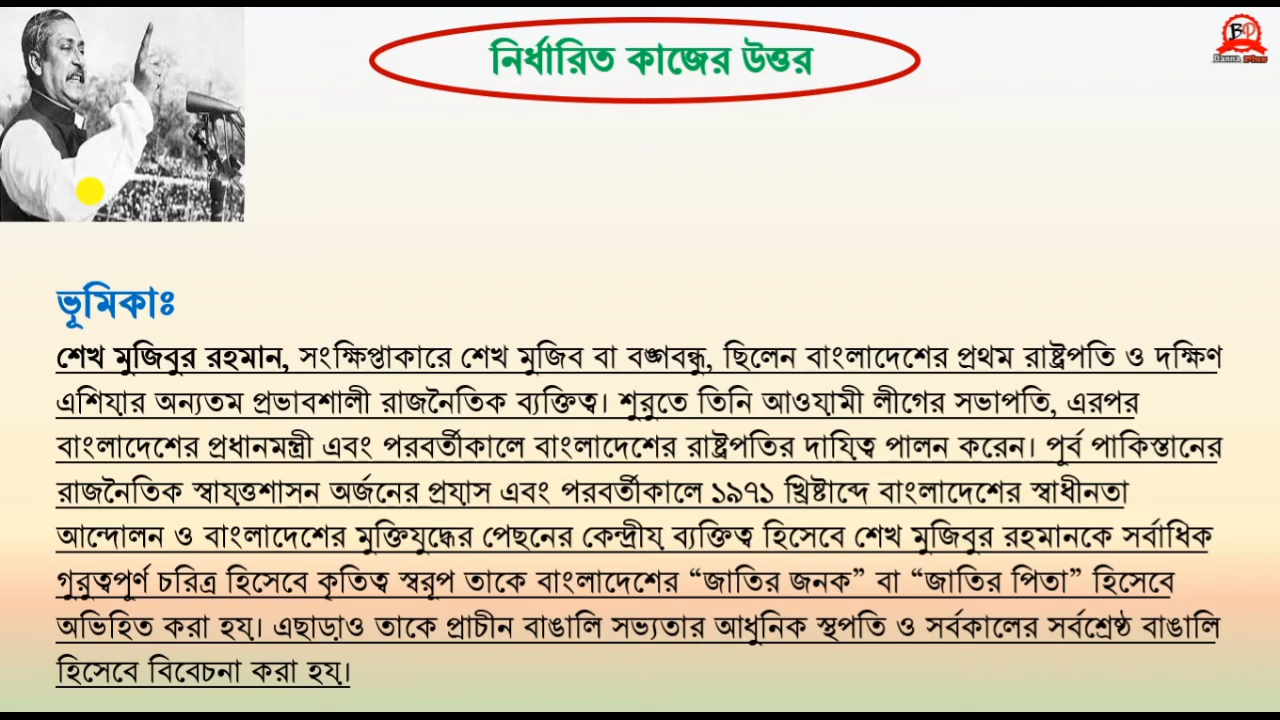 নির্ধারিত কাজের উত্তর
BP
Banna Plus
ভূমিকাঃ
শেখ মুজিবুর রহমান, সংক্ষিপ্তাকারে শেখ মুজিব বা বঙ্গবন্ধু, ছিলেন বাংলাদেশের প্রথম রাষ্ট্রপতি ও দক্ষিণ
এশিয়ার অন্যতম প্রভাবশালী রাজনৈতিক ব্যক্তিত্ব। শুরুতে তিনি আওয়ামী লীগের সভাপতি, এরপর
বাংলাদেশের প্রধানমন্ত্রী এবং পরবর্তীকালে বাংলাদেশের রাষ্ট্রপতির দায়িত্ব পালন করেন। পূর্ব পাকিস্তানের
রাজনৈতিক স্বায়ত্তশাসন অর্জনের প্রয়াস এবং পরবর্তীকালে ১৯৭১ খ্রিষ্টাব্দে বাংলাদেশের স্বাধীনতা
আন্দোলন ও বাংলাদেশের মুক্তিযুদ্ধের পেছনের কেন্দ্রীয় ব্যক্তিত্ব হিসেবে শেখ মুজিবুর রহমানকে সর্বাধিক
গুরুত্বপূর্ণ চরিত্র হিসেবে কৃতিত্ব স্বরূপ তাকে বাংলাদেশের “জাতির জনক” বা “জাতির পিতা” হিসেবে
অভিহিত করা হয়। এছাড়াও তাকে প্রাচীন বাঙালি সভ্যতার আধুনিক স্থপতি ও সর্বকালের সর্বশ্রেষ্ঠ বাঙালি
হিসেবে বিবেচনা করা হয়।